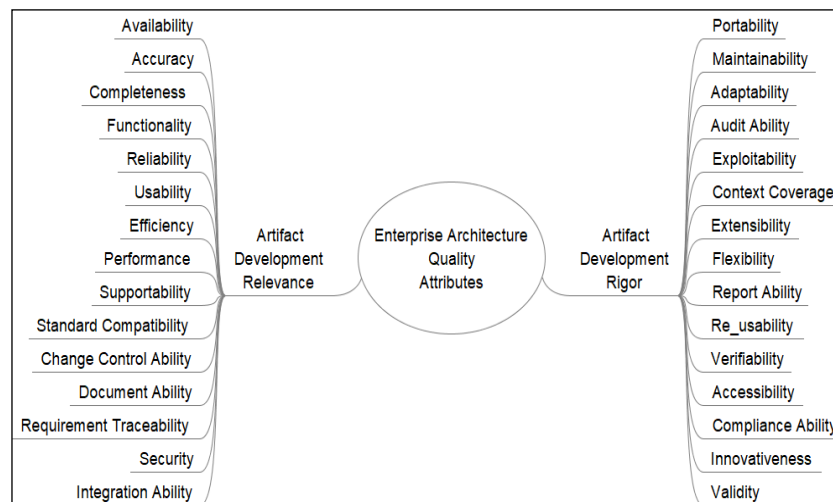 Availability
Accuracy
Completeness
Functionality
Reliability
Usability
Efficiency
Performance
Supportability
Standard Compatibility
Change Control Ability
Document Ability
Requirement Traceability
Security
Integration Ability
Artifact
Development
Relevance
Enterprise Architecture
Quality
Attributes
Artifact
Development
Rigor
Portability
Maintainability
Adaptability
Audit Ability
Exploitability
Context Coverage
Extensibility
Flexibility
Report Ability
Re_usability
Verifiability
Accessibility
Compliance Ability
Innovativeness
Validity